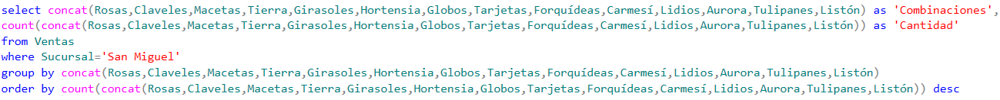 select concat(Rosas,Claveles,Macetas,Tierra,Girasoles,Hortensia,Globos,Tarjetas,Forquídeas,Carmesí,Lidios,Aurora,Tulipanes,Listón) as 'Combinaciones',
count(concat(Rosas,Claveles,Macetas,Tierra,Girasoles,Hortensia,Globos,Tarjetas,Forquídeas,Carmesí,Lidios,Aurora,Tulipanes,Listón)) as 'Cantidad'
from Ventas
where Sucursal='San Miguel'
group by concat(Rosas,Claveles,Macetas,Tierra,Girasoles,Hortensia,Globos,Tarjetas,Forquídeas,Carmesí,Lidios,Aurora,Tulipanes,Listón)
order by count(concat(Rosas,Claveles,Macetas,Tierra,Girasoles,Hortensia,Globos,Tarjetas,Forquídeas,Carmesí,Lidios,Aurora,Tulipanes,Listón)) desc